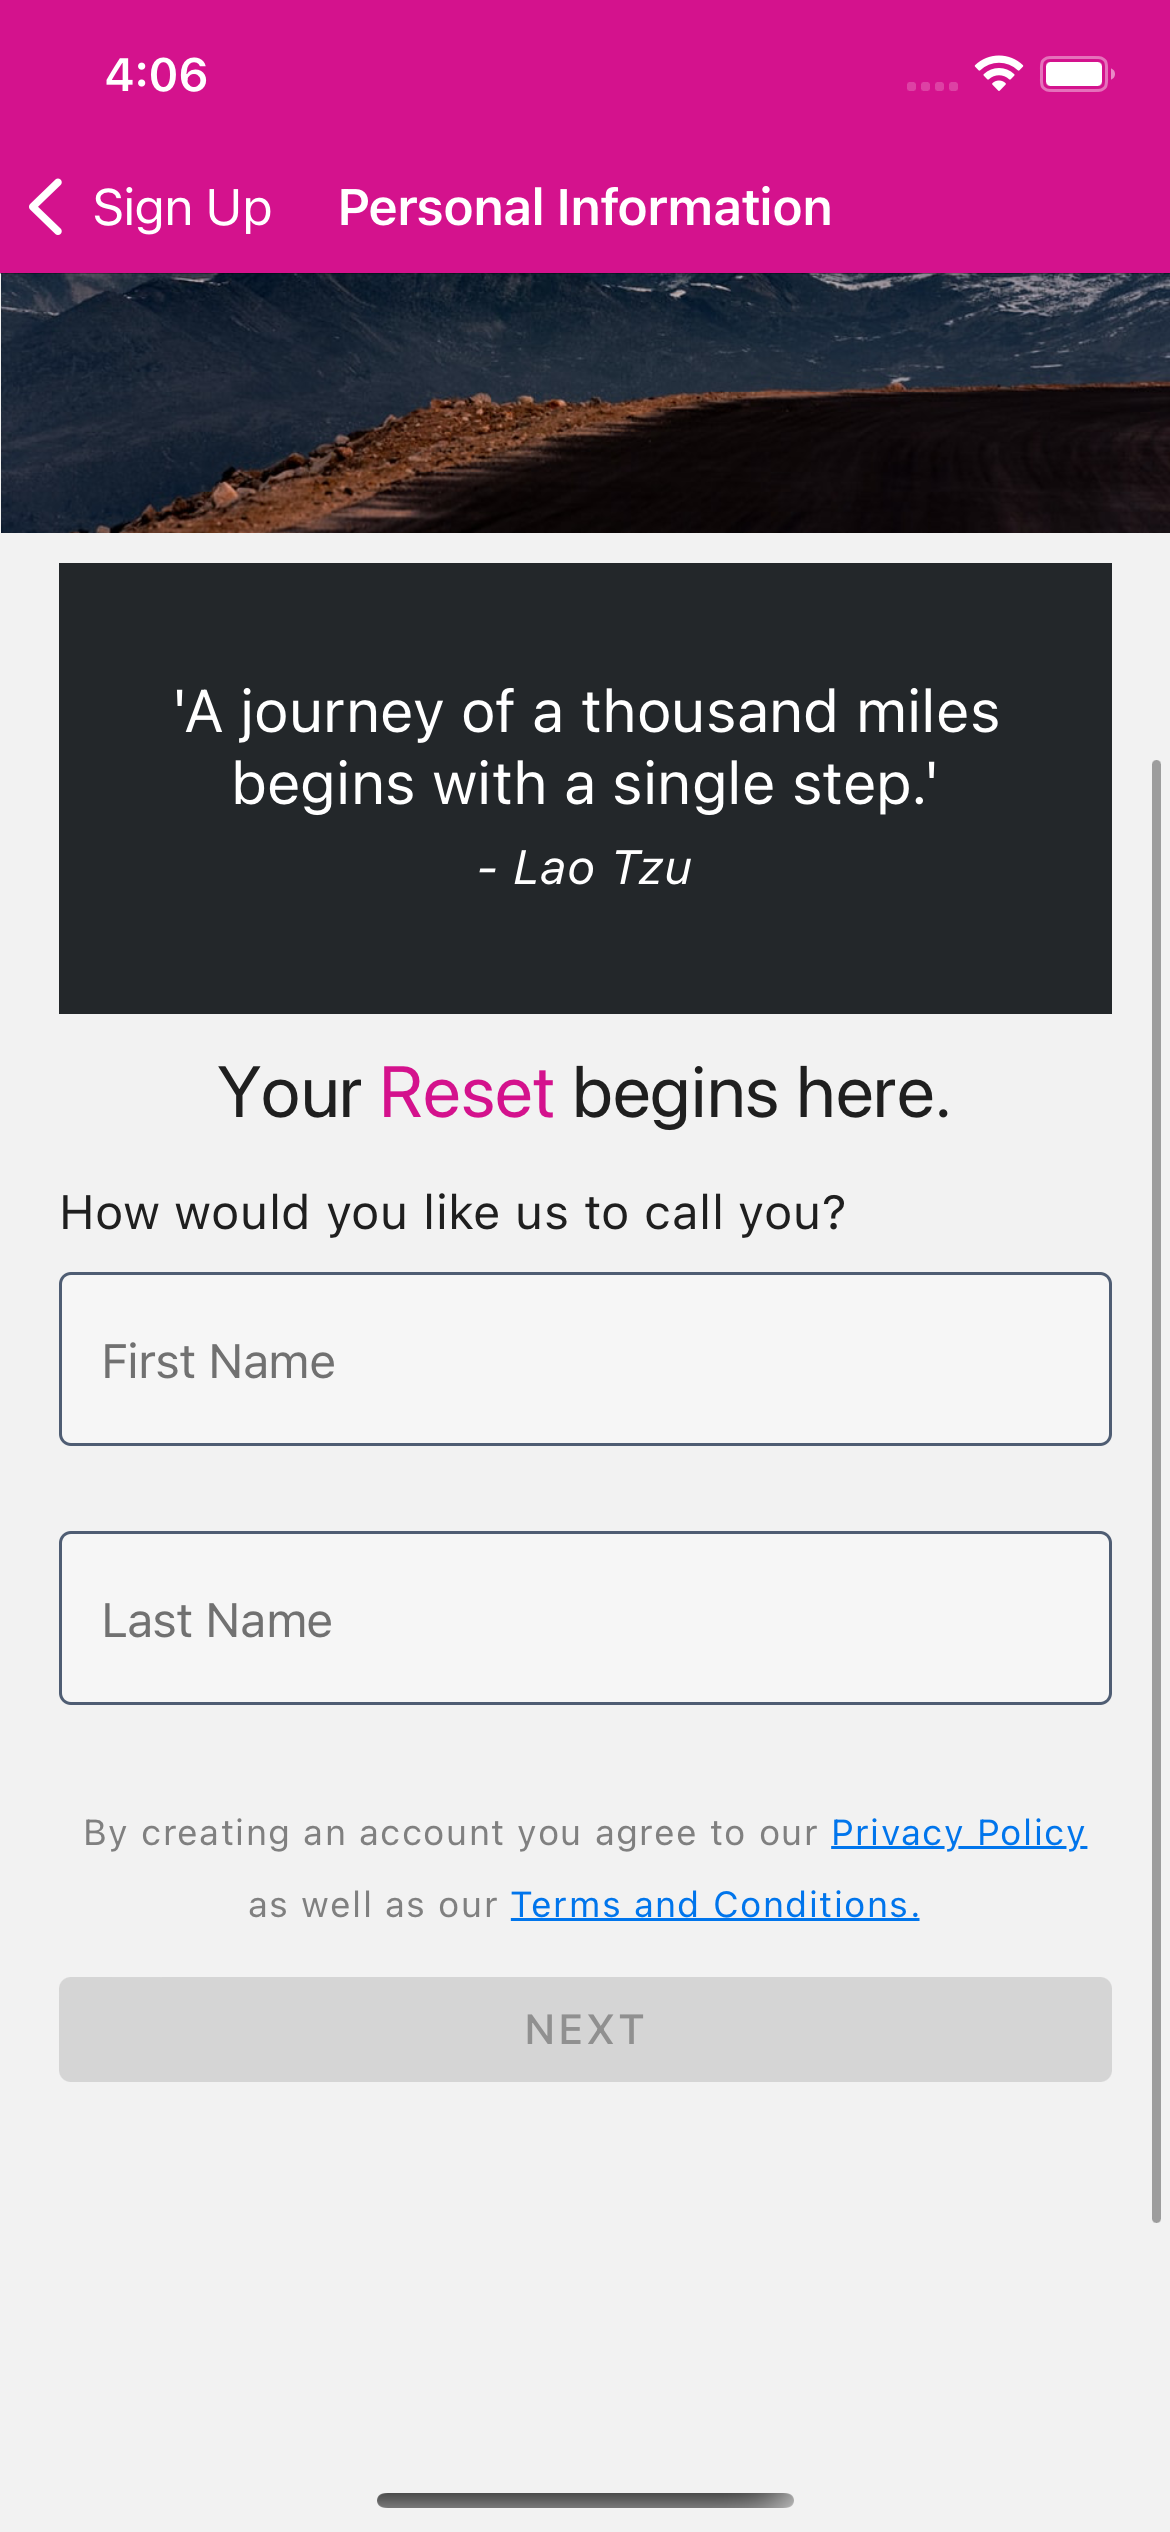 4:06
Sign Up
Personal Information
'A journey of a thousand miles
begins with a single step.'
- Lao Tzu
Your Reset begins here.
How would you like us to call you?
First Name
Last Name
By creating an account you agree to our Privacy Policy
as well as our Terms and Conditions.
NEXT